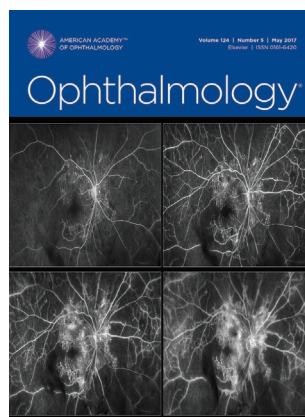 AMERICAN ACADEMY™
OF OPHTHALMOLOGY
Volume 124 | Number 5 | May 2017
Elsevier | ISSN 0161-6420
Ophthalmology®